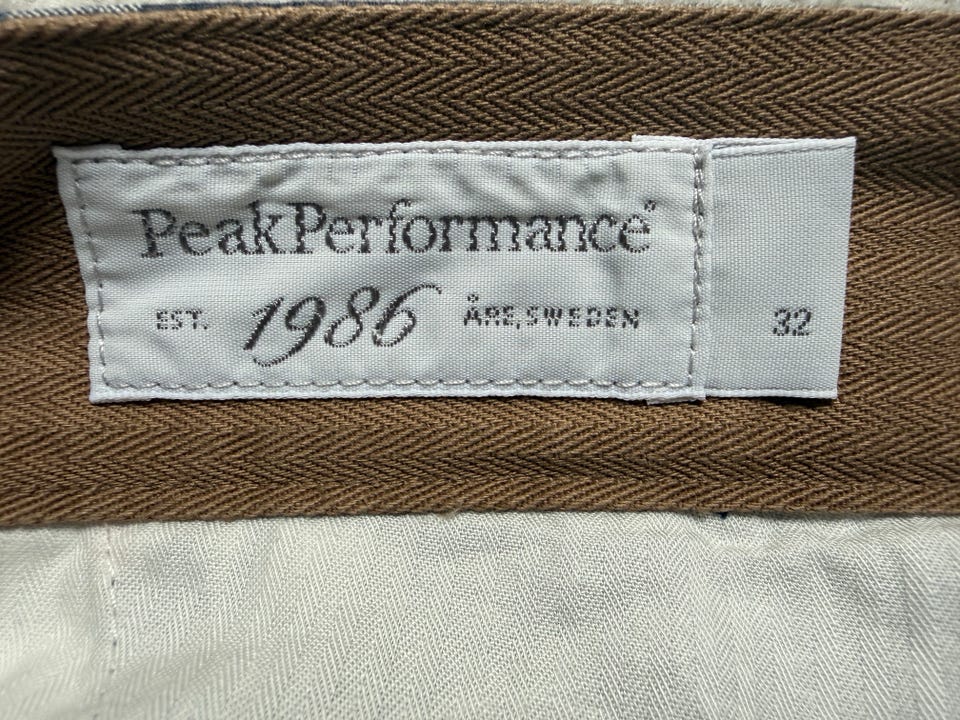 PeakPerformance®
EST. 1986 ÅRE, SWEDEN
32